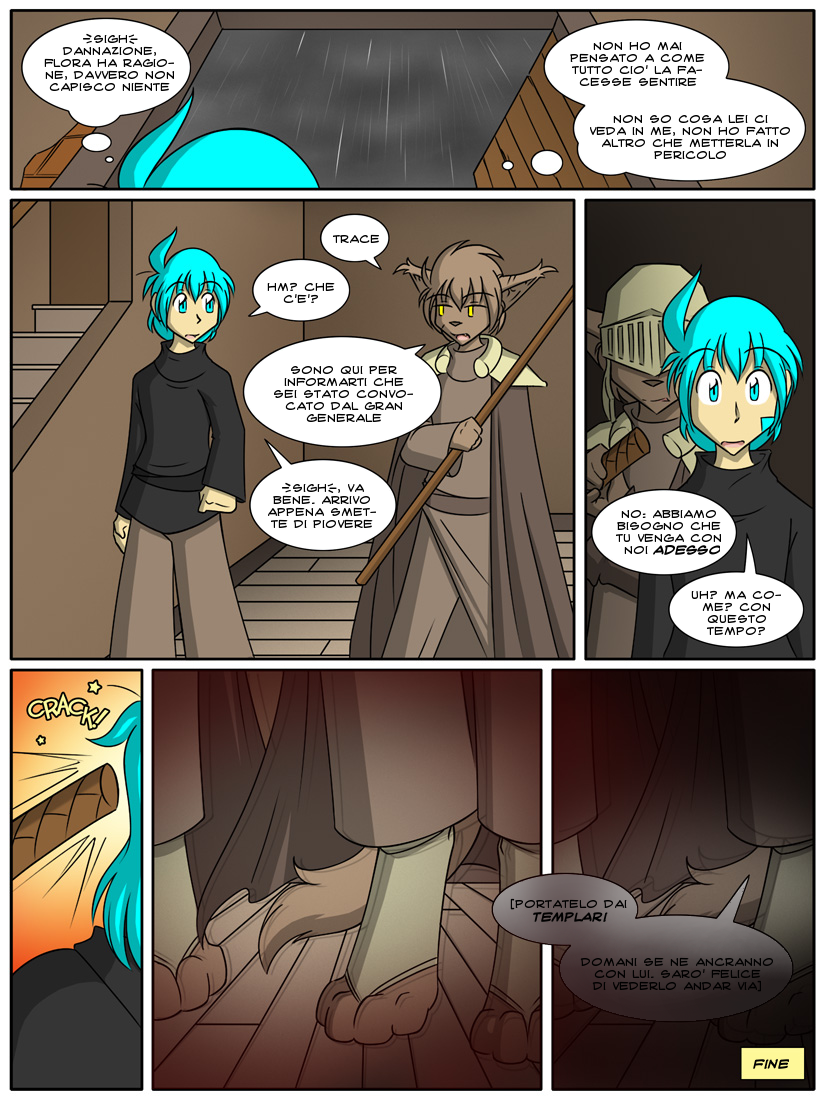 SIGH
DANNAZIONE,
FLORA HA RAGIO-
NE, DAVVERO NON
CAPISCO NIENTE
NON HO MAI
PENSATO A COME
TUTTO CIO' LA FA-
CESSE SENTIRE
NON SO COSA LEI CI
VEDA IN ME, NON HO FATTO
ALTRO CHE METTERLA IN
PERICOLO
TRACE
HM? CHE
C'E'?
SONO QUI PER
INFORMARTI CHE
SEI STATO CONVO-
CATO DAL GRAN
GENERALE
SIGH, VA
BENE. ARRIVO
APPENA SMET-
TE DI PIOVERE
NO: ABBIAMO
BISOGNO CHE
TU VENGA CON
NOI ADESSO
UH? MA CO-
ME? CON
QUESTO
TEMPO?
CRACK!
[PORTATELO DAI
TEMPLARI
DOMANI SE NE ANCRANNO
CON LUI. SARO' FELICE
DI VEDERLO ANDAR VIA]
FINE